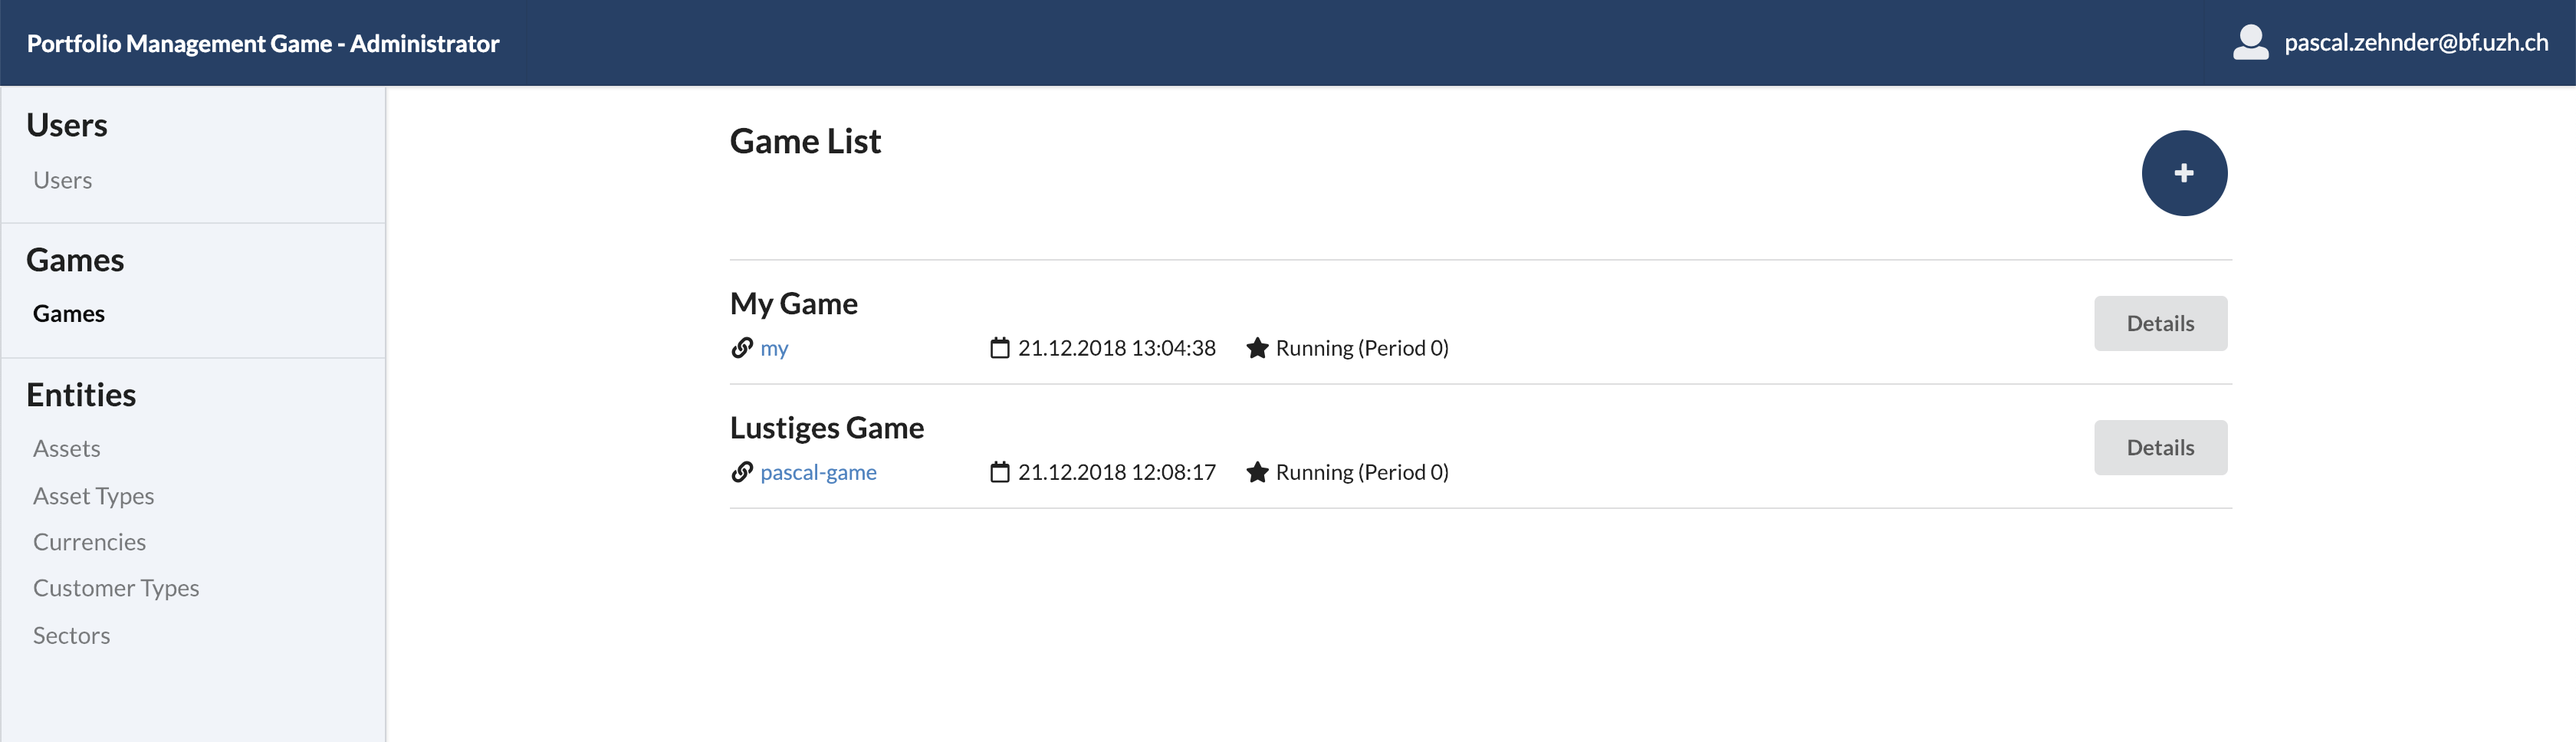 Portfolio Management Game - Administrator
pascal.zehnder@bf.uzh.ch
Users
Users
Games
Games
Entities
Assets
Asset Types
Currencies
Customer Types
Sectors
Game List
+
My Game
my 21.12.2018 13:04:38 Running (Period 0)
Details
Lustiges Game
pascal-game 21.12.2018 12:08:17 Running (Period 0)
Details